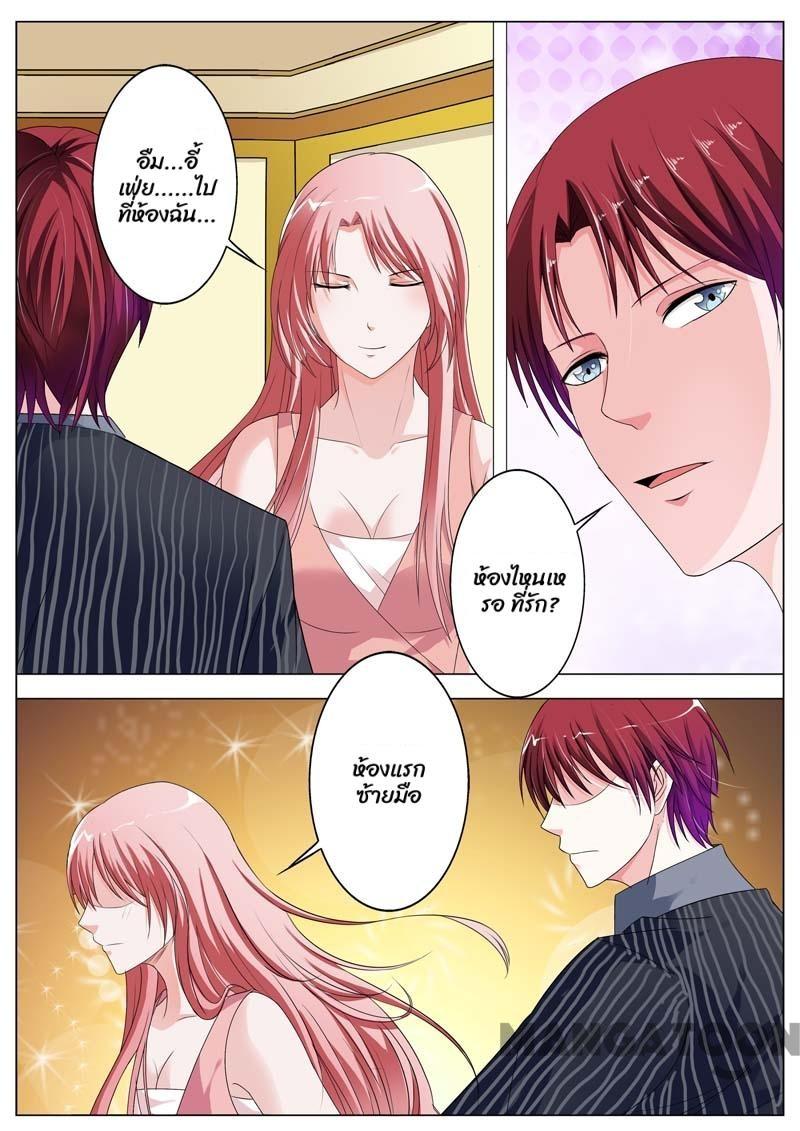 อืม...อี้
เฟย......ไป
ที่ห้องฉัน...
ห้องไหนเห
รอ ที่รัก?
ห้องแรก
ซ้ายมือ
MANGATOON